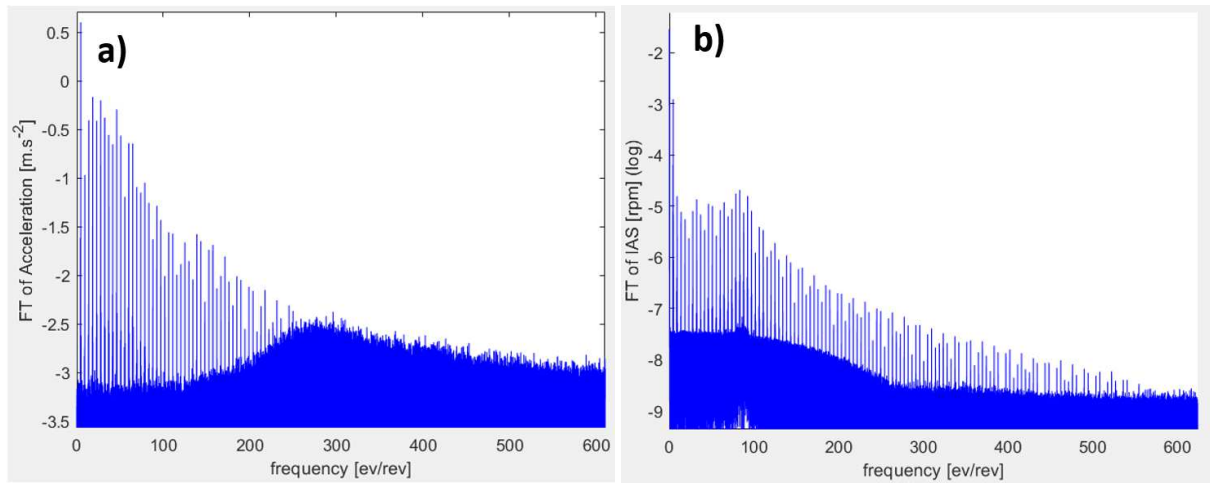 a)
FT of Acceleration [m.s-2]
0.5
0
-0.5
-1
-1.5
-2
-2.5
-3
-3.5
0 100 200 300 400 500 600
frequency [ev/rev]
b)
FT of IAS [rpm] (log)
-2
-3
-4
-5
-6
-7
-8
-9
0 100 200 300 400 500 600
frequency [ev/rev]